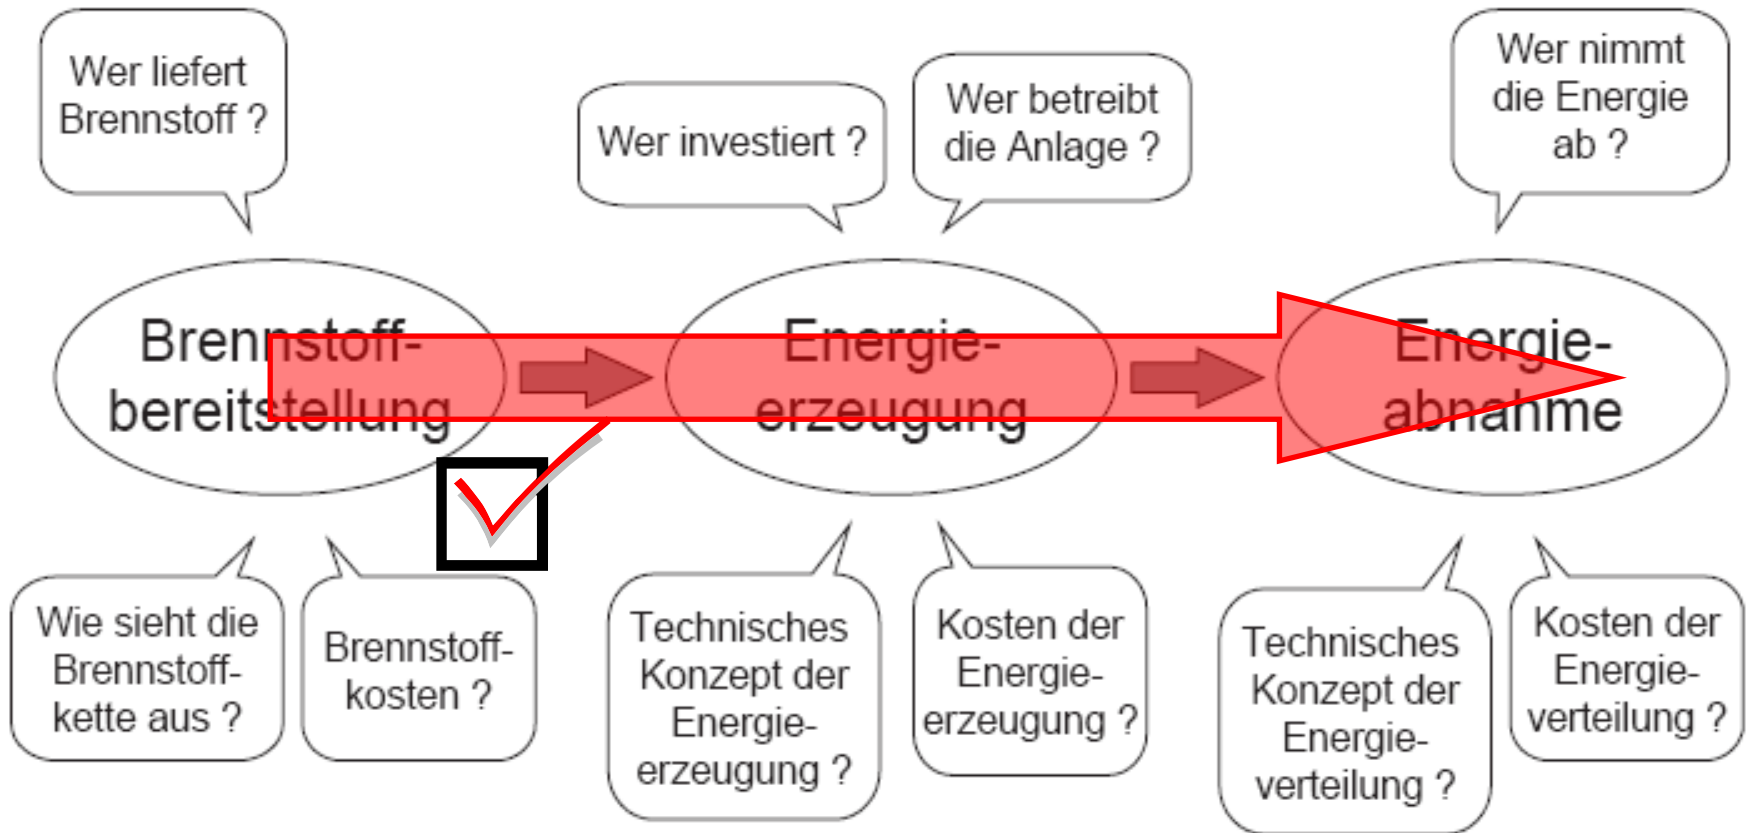 Wer liefert
Brennstoff ?
Wer investiert ?
Wer betreibt
die Anlage ?
Wer nimmt
die Energie
ab ?
Brennstoff-
bereitstellung
Energie-
erzeugung
Energie-
abnahme
Wie sieht die
Brennstoff-
kette aus ?
Brennstoff-
kosten ?
Technisches
Konzept der
Energie-
erzeugung ?
Kosten der
Energie-
erzeugung ?
Technisches
Konzept der
Energie-
verteilung ?
Kosten der
Energie-
verteilung ?